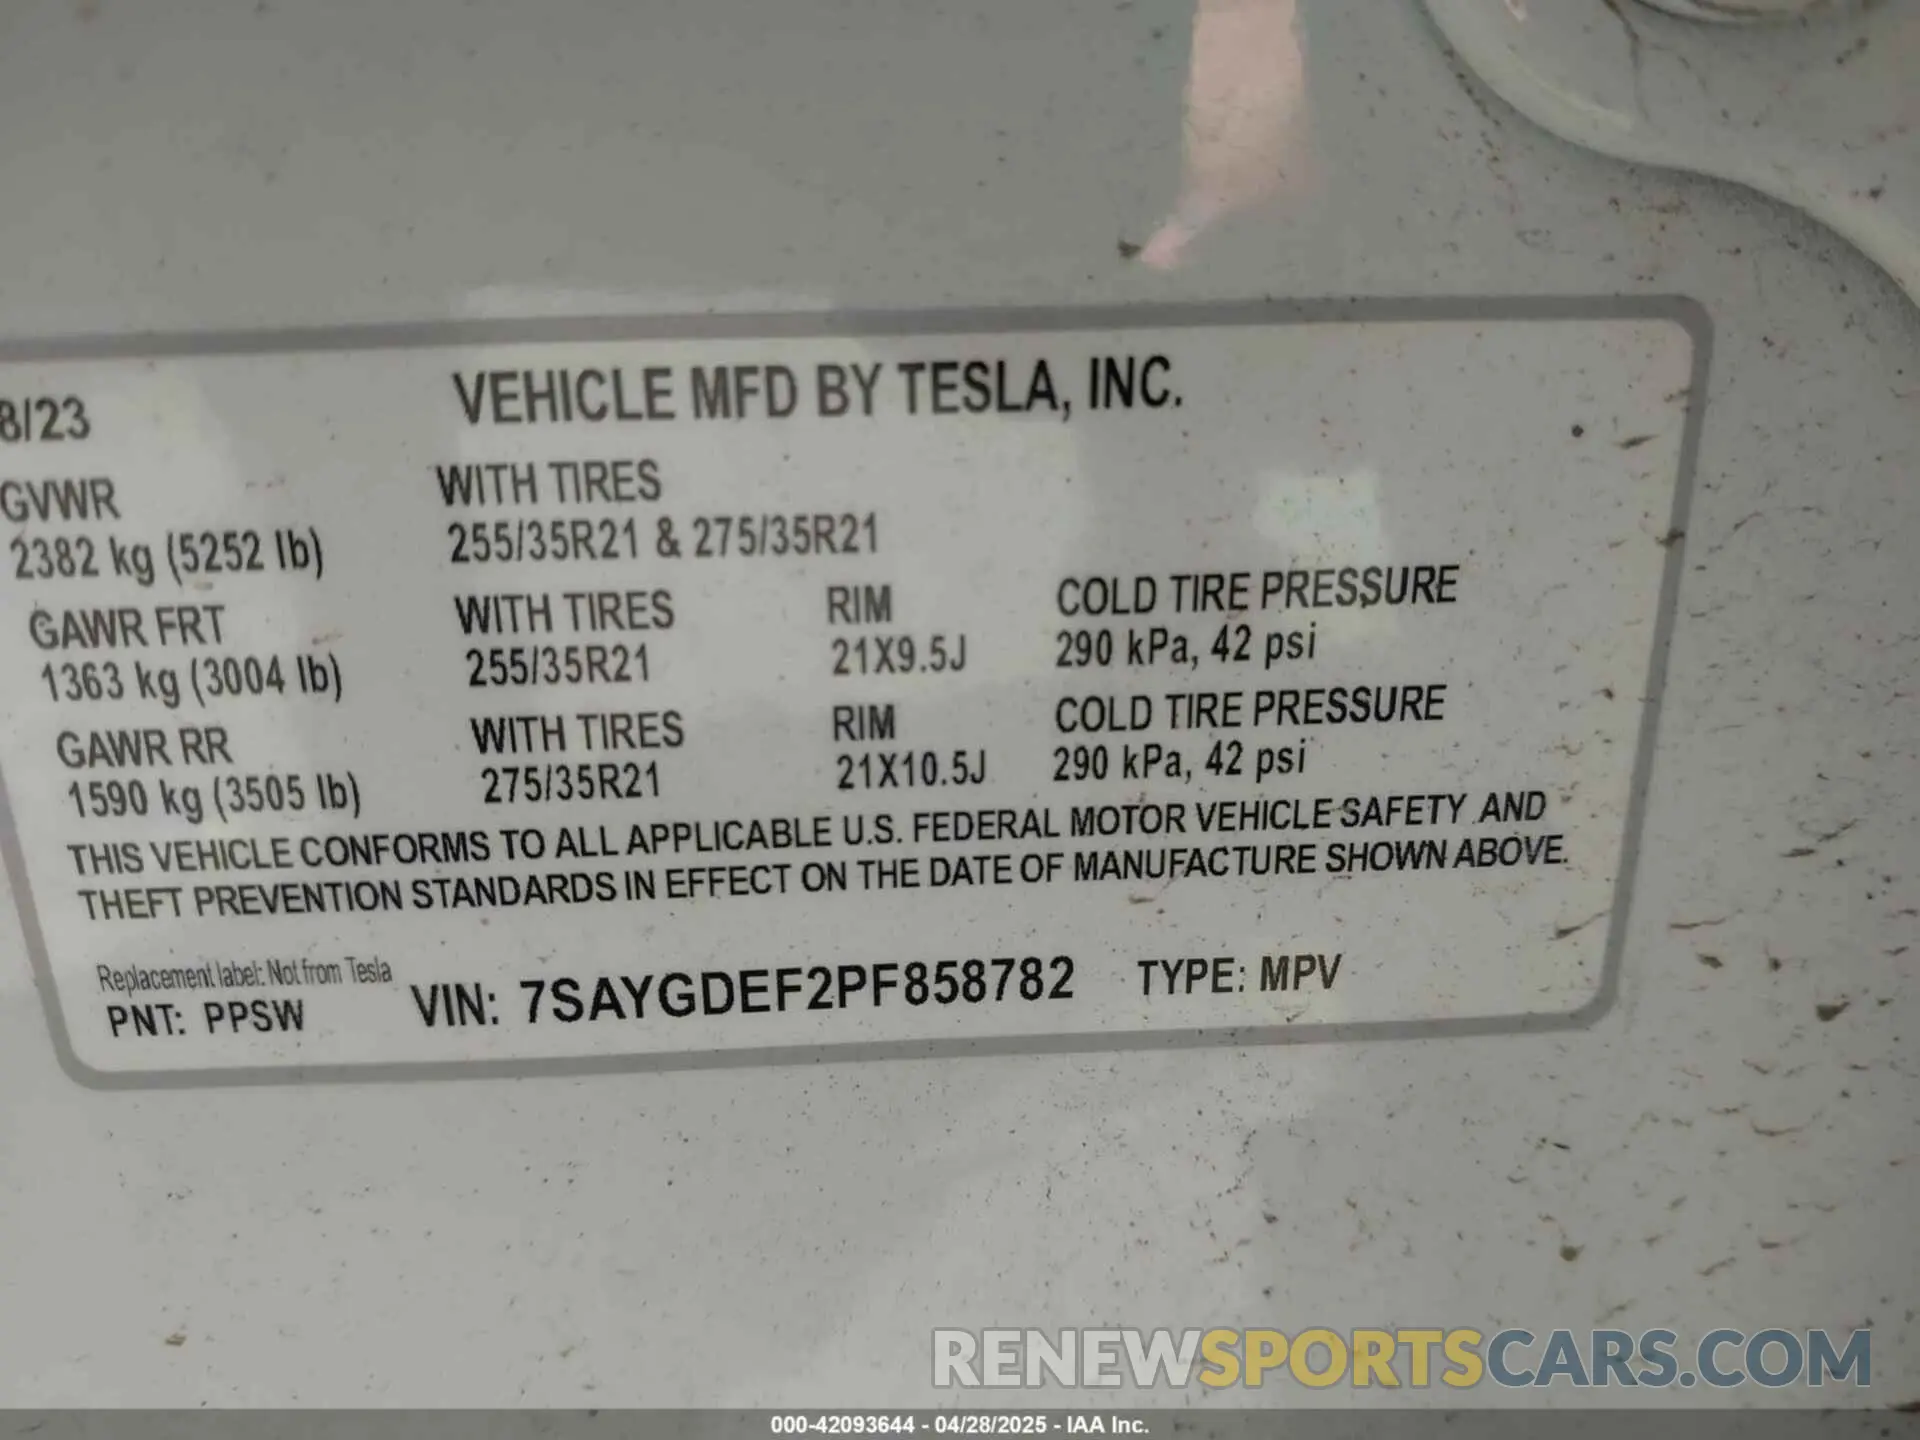 8/23
VEHICLE MFD BY TESLA, INC.
GVWR
WITH TIRES
2382 kg (5252 lb)
255/35R21 & 275/35R21
GAWR FRT
WITH TIRES
RIM
COLD TIRE PRESSURE
1363 kg (3004 lb)
255/35R21
21X9.5J
290 kPa, 42 psi
GAWR RR
WITH TIRES
RIM
COLD TIRE PRESSURE
1590 kg (3505 lb)
275/35R21
21X10.5J
290 kPa, 42 psi
THIS VEHICLE CONFORMS TO ALL APPLICABLE U.S. FEDERAL MOTOR VEHICLE SAFETY AND
THEFT PREVENTION STANDARDS IN EFFECT ON THE DATE OF MANUFACTURE SHOWN ABOVE.
Replacement label: Not from Tesla
PNT: PPSW
VIN: 7SAYGDEF2PF858782
TYPE: MPV
RENEWSPORTSCARS.COM
000-42093644 - 04/28/2025 - IAA Inc.